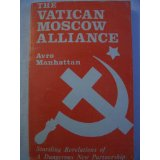 THE
VATICAN
MOSCOW
ALLIANCE
Avro
Manhattan
Startling Revelations of
A Dangerous New Partnership